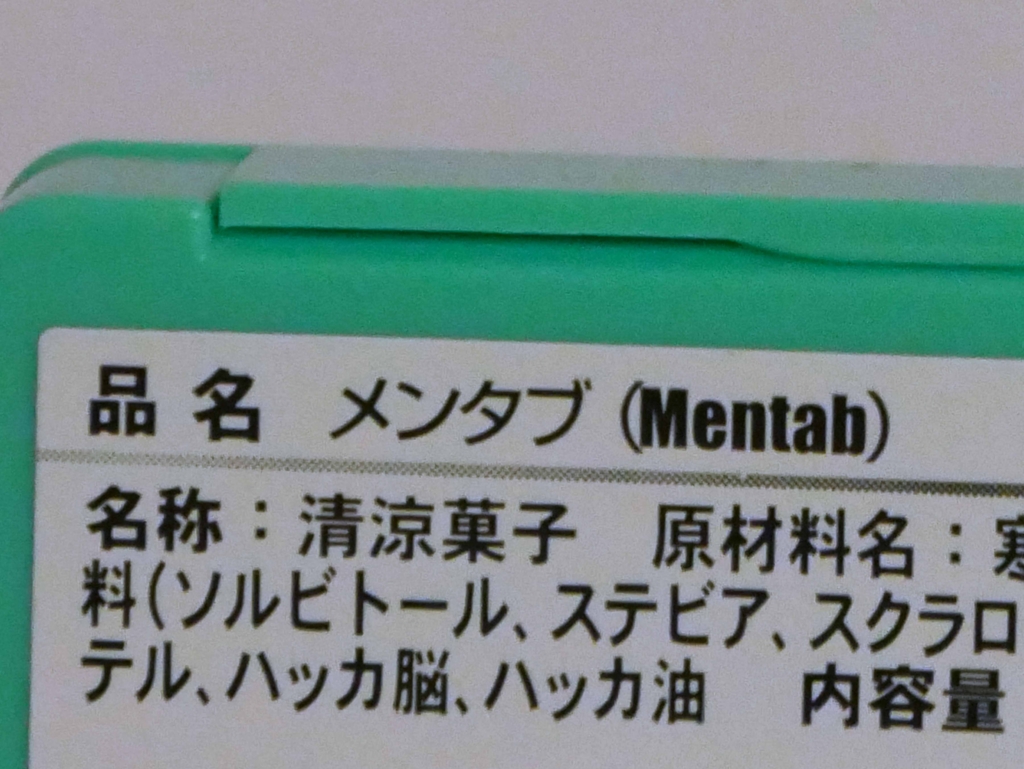 品名 メンタブ (Mentab)
名称：清涼菓子 原材料名：寒
料(ソルビトール、ステビア、スクラロ
テル、ハッカ脳、ハッカ油 内容量